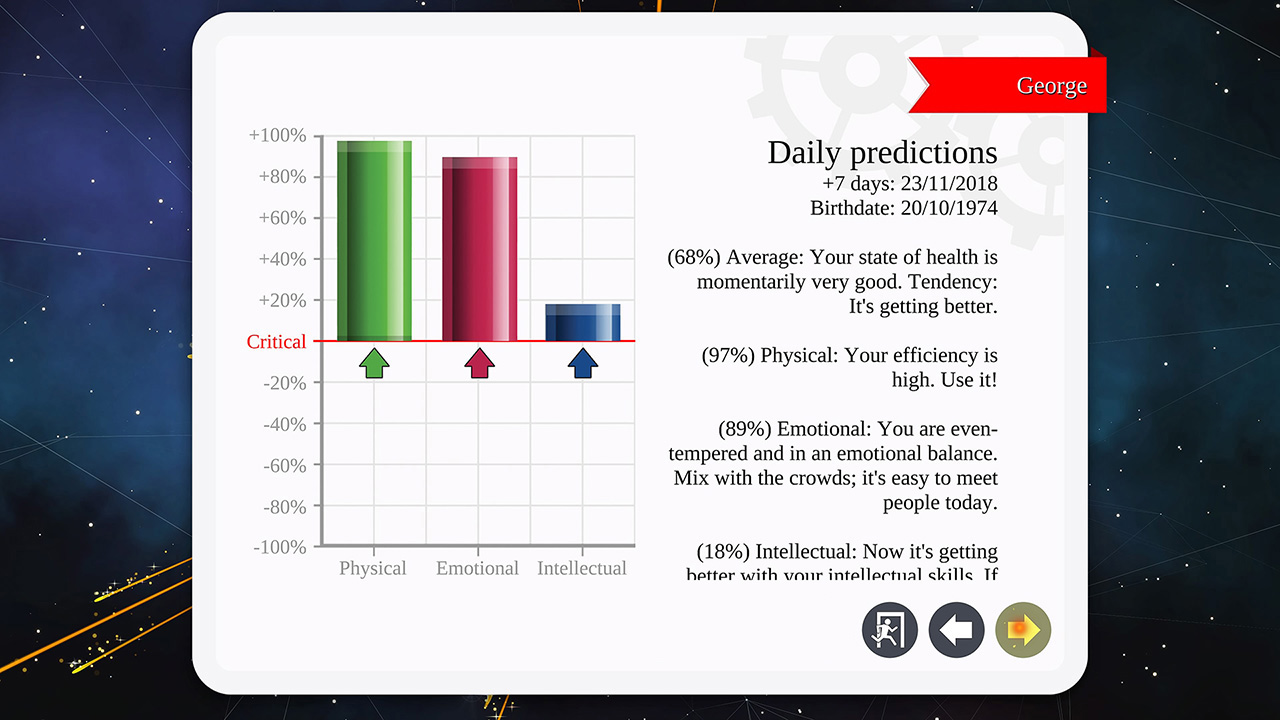 George
+100%
+80%
+60%
+40%
+20%
Critical
-20%
-40%
-60%
-80%
-100%
Physical Emotional Intellectual
Daily predictions
+7 days: 23/11/2018
Birthdate: 20/10/1974
(68%) Average: Your state of health is
momentarily very good. Tendency:
It's getting better.
(97%) Physical: Your efficiency is
high. Use it!
(89%) Emotional: You are even-
tempered and in an emotional balance.
Mix with the crowds; it's easy to meet
people today.
(18%) Intellectual: Now it's getting
better with your intellectual skills. If